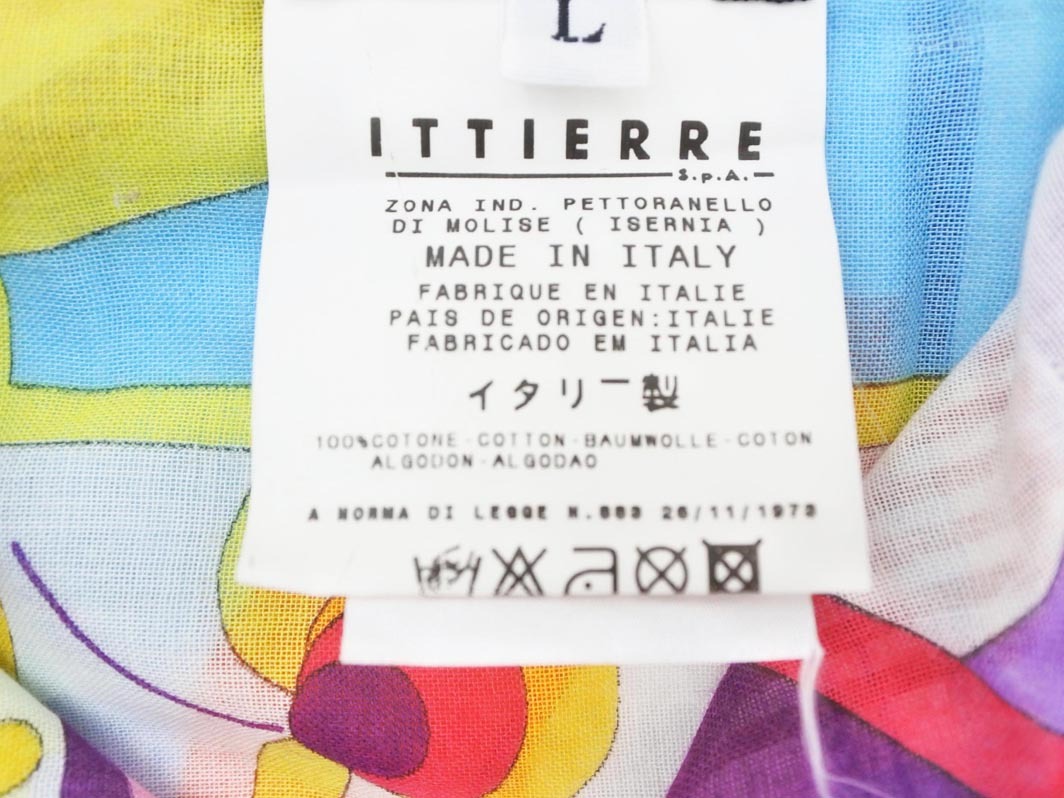 L
ITTIERRE
S.p.A.
ZONA IND. PETTORANELLO
DI MOLISE ( ISERNIA )
MADE IN ITALY
FABRIQUE EN ITALIE
PAIS DE ORIGEN:ITALIE
FABRICADO EM ITALIA
イタリー製
100%COTONE-COTTON-BAUMWOLLE-COTON
ALGODON-ALGODAO
A NORMA DI LEGGE N.883 26/11/1973